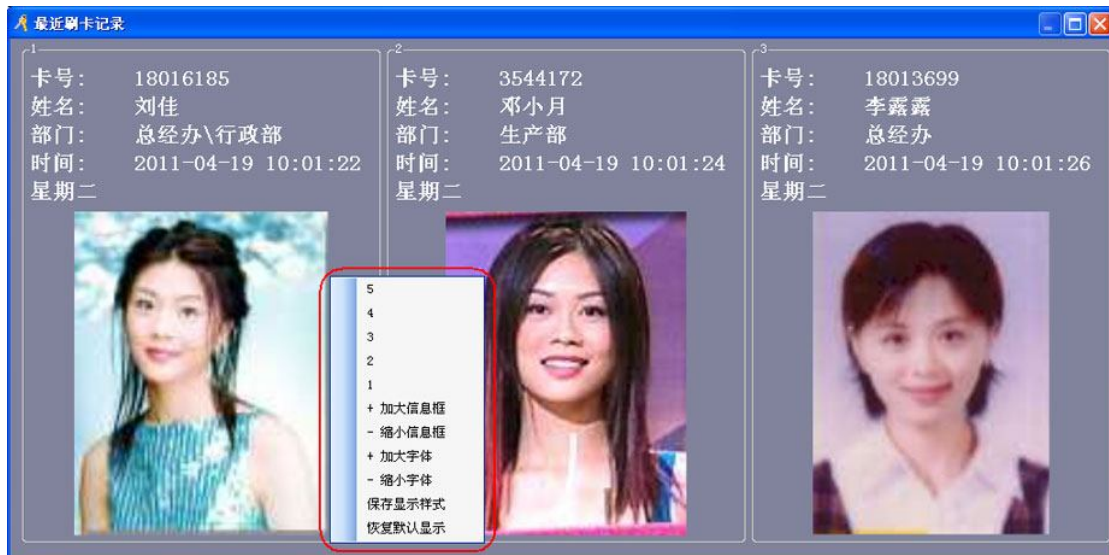 最近刷卡记录
1
卡号: 18016185
姓名: 刘佳
部门: 总经办\行政部
时间: 2011-04-19 10:01:22
星期二
2
卡号: 3544172
姓名: 邓小月
部门: 生产部
时间: 2011-04-19 10:01:24
星期二
3
卡号: 18013699
姓名: 李露露
部门: 总经办
时间: 2011-04-19 10:01:26
星期二
5
4
3
2
1
+ 加大信息框
- 缩小信息框
+ 加大字体
- 缩小字体
保存显示样式
恢复默认显示